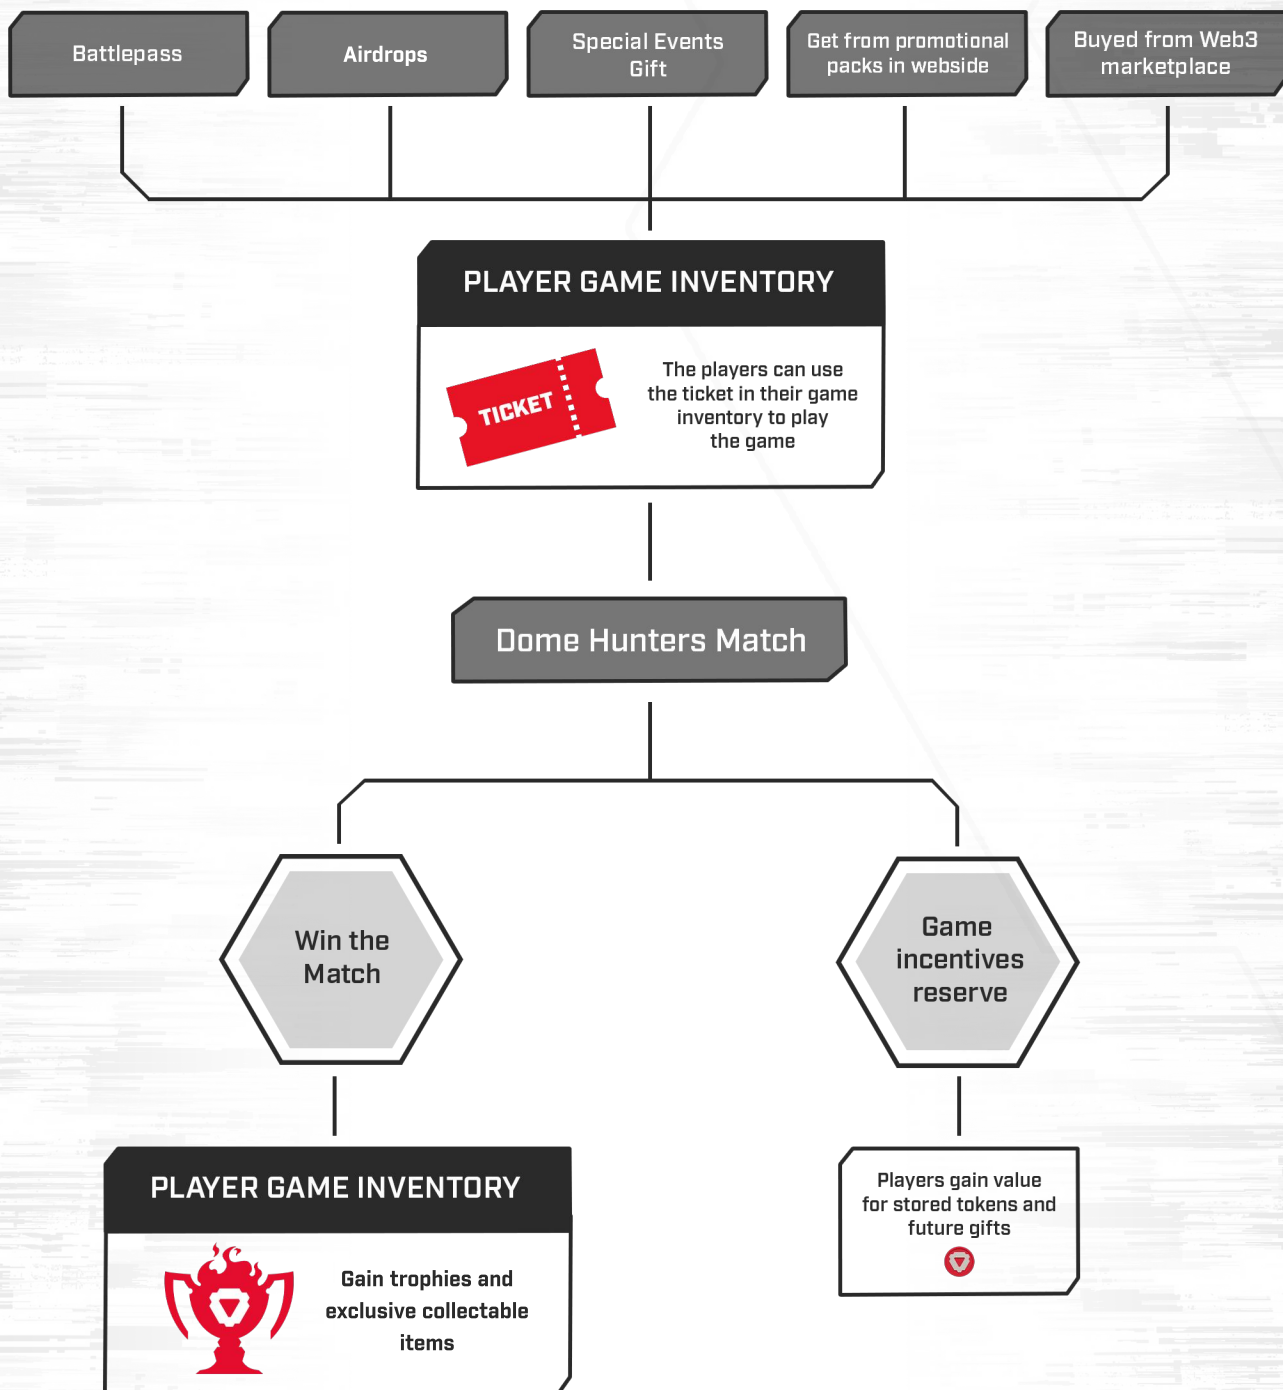 Battlepass
Airdrops
Special Events
Gift
Get from promotional
packs in webside
Buyed from Web3
marketplace
PLAYER GAME INVENTORY
TICKET
The players can use
the ticket in their game
inventory to play
the game
Dome Hunters Match
Win the
Match
Game
incentives
reserve
PLAYER GAME INVENTORY
Gain trophies and
exclusive collectable
items
Players gain value
for stored tokens and
future gifts